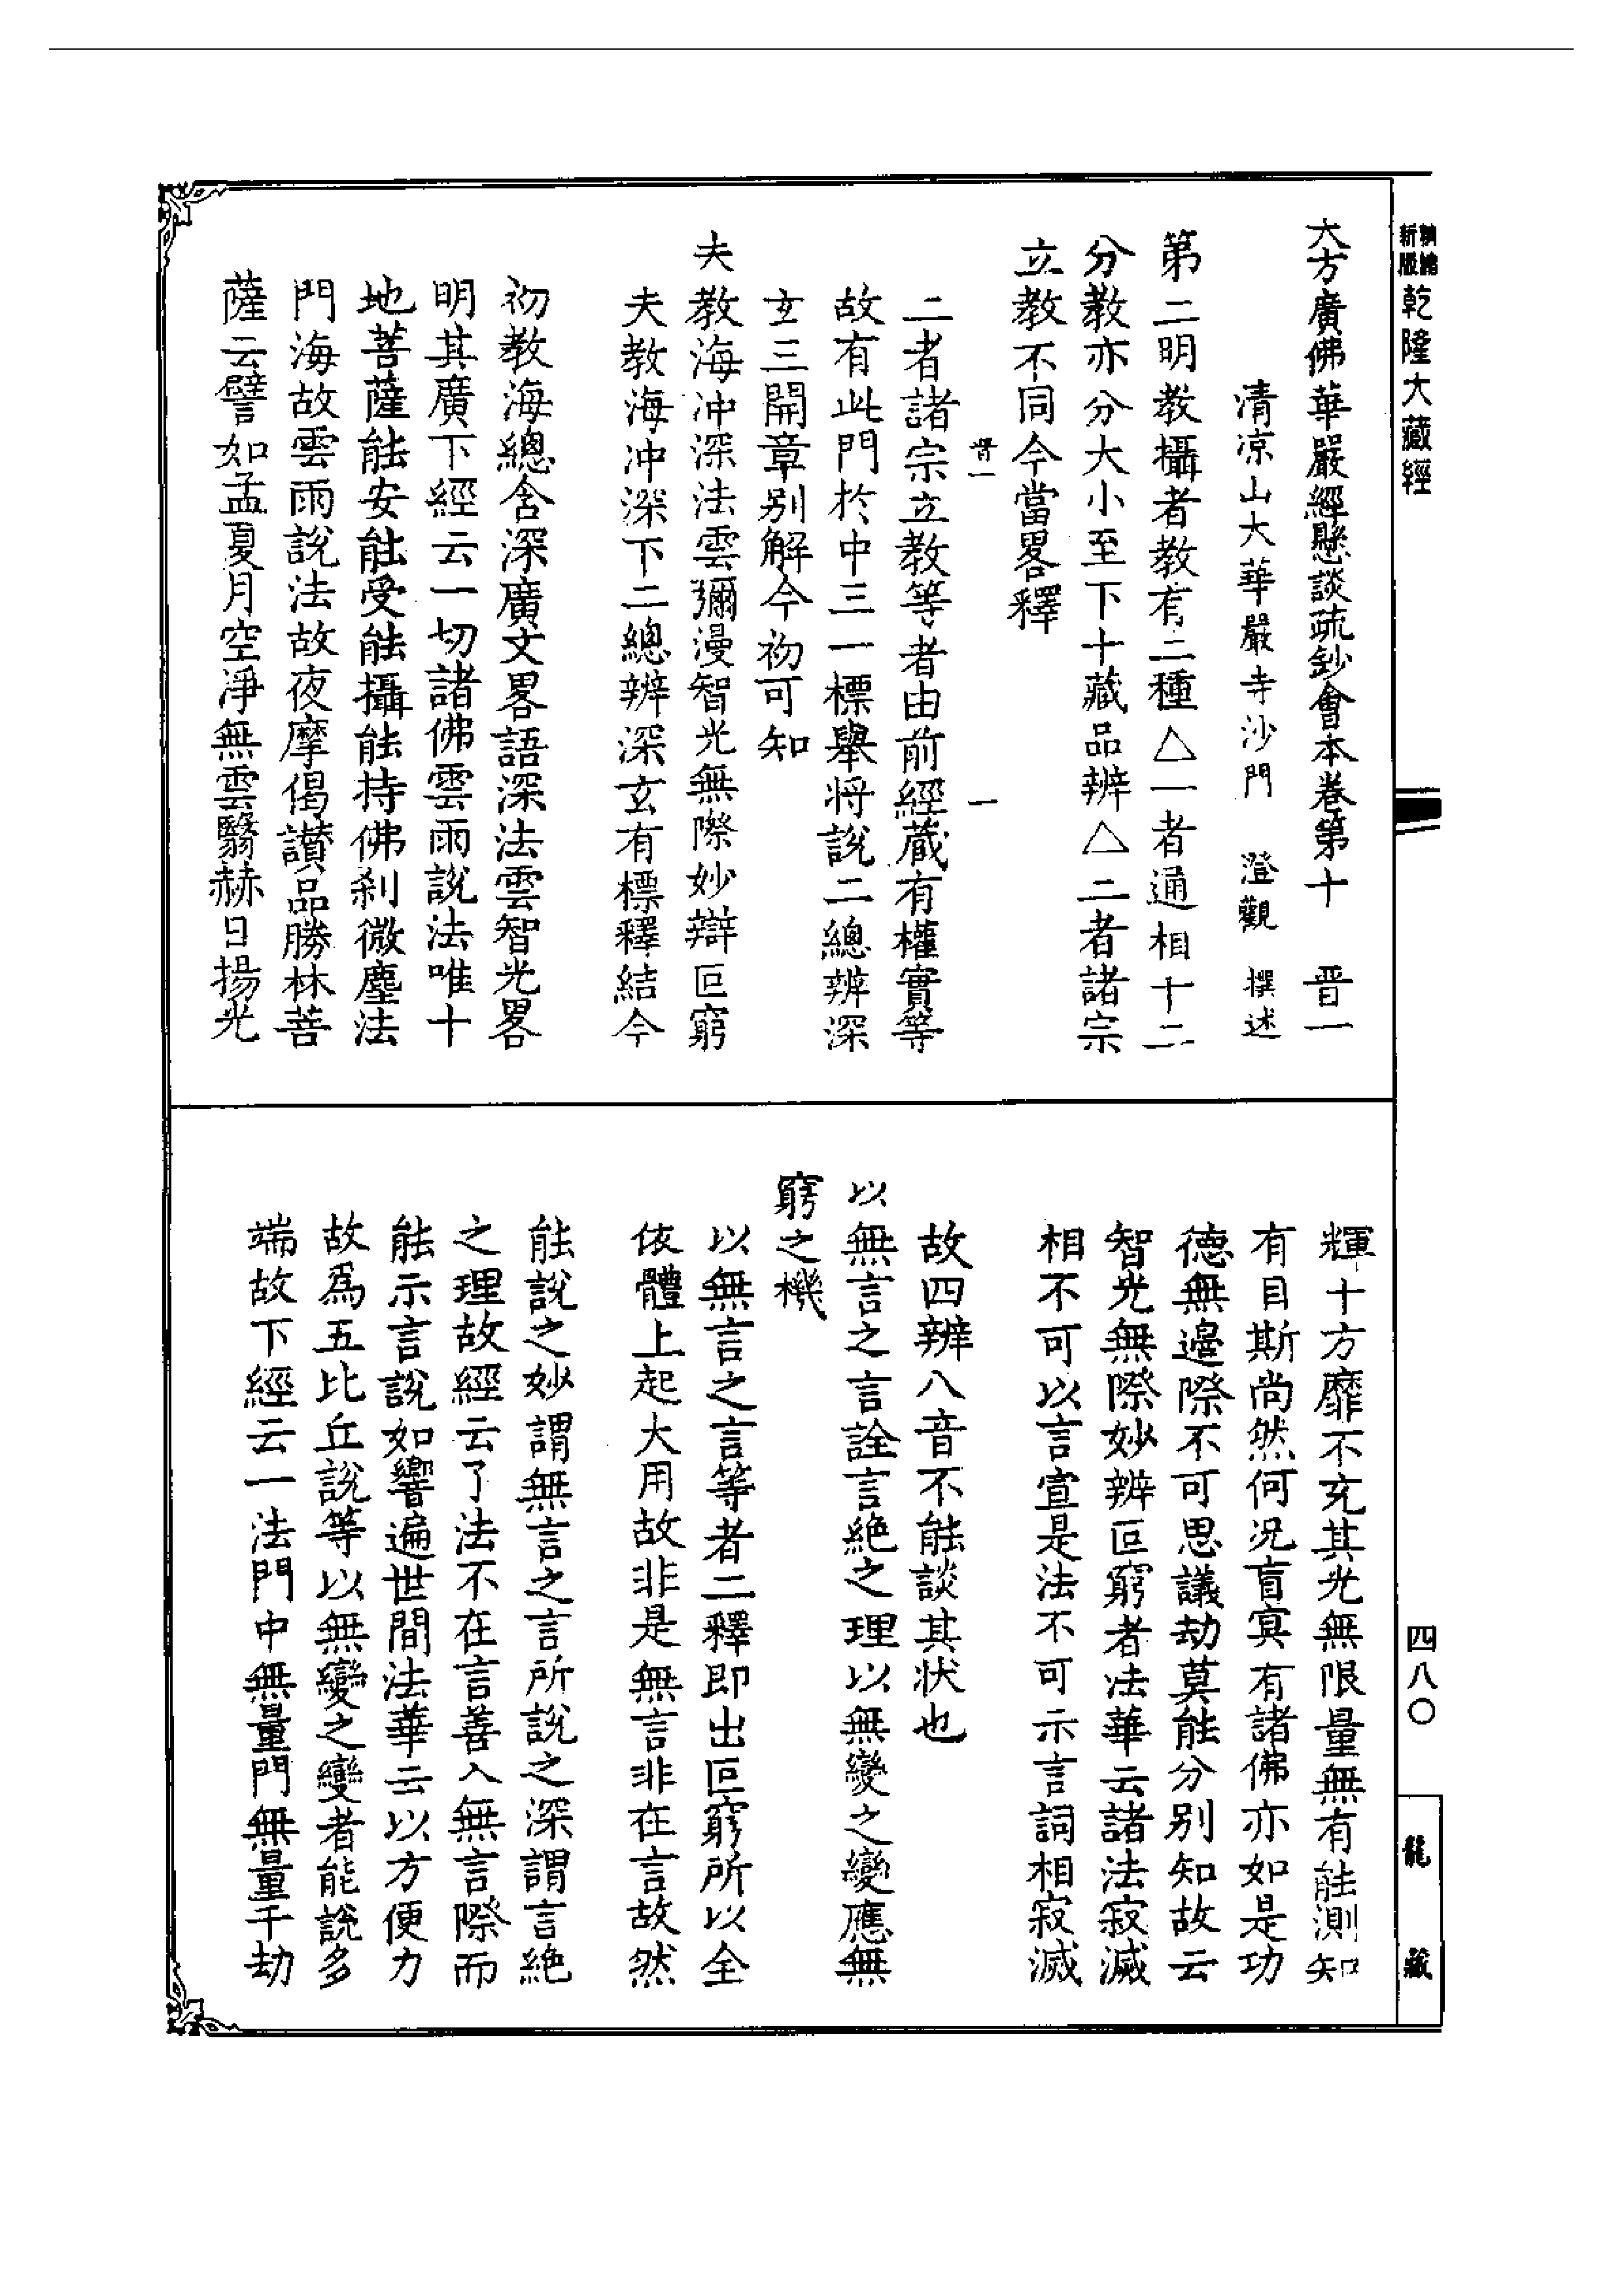 大方廣佛華嚴經懸談疏鈔會本卷第十　晋一
清凉山大華嚴寺沙門　澄觀　撰述
第二明教攝者教有二種△一者通相十二
分教亦分大小至下十藏品辨△二者諸宗
立教不同今當畧釋
晋一　一
二者諸宗立教等者由前經蔵有權實等
故有此門於中三一標舉將說二總辨深
玄三開章别解今初可知
夫教海冲深法雲彌漫智光無際妙辯叵窮
夫教海冲深下二總辨深玄有標釋結今
初教海總含深廣文畧語深法雲智光畧
明其廣下經云一切諸佛雲雨說法唯十
地菩薩能安能受能攝能持佛刹微塵法
門海故雲雨說法故夜摩偈讃品勝林菩
薩云譬如孟夏月空淨無雲翳赫日揚光
輝十方靡不充其光無限量無有能測知
有目斯尚然何况盲㝠有諸佛亦如是功
德無邊際不可思議劫莫能分别知故云
智光無際妙辨叵窮者法華云諸法寂滅
相不可以言宣是法不可示言詞相寂滅
故四辨八音不能談其状也
以無言之言詮言絶之理以無變之變應無
窮之機
以無言之言等者二釋即出叵窮所以全
依體上起大用故非是無言非在言故然
能說之妙謂無言之言所說之深謂言絶
之理故經云了法不在言善入無言際而
能示言說如響遍世間法華云以方便力
故爲五比丘說等以無變之變者能說多
端故下經云一法門中無量門無量千劫
新版
乾隆大藏經
四八〇
龍藏